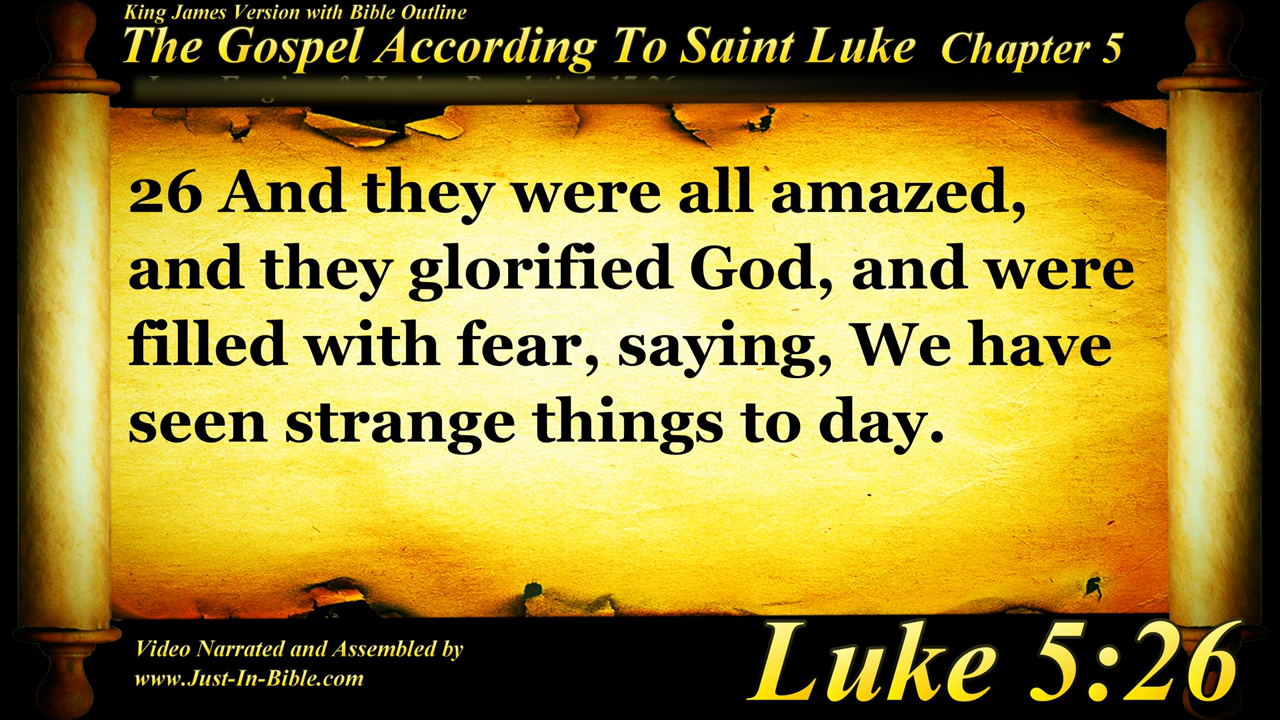 King James Version with Bible Outline
The Gospel According To Saint Luke Chapter 5
26 And they were all amazed,
and they glorified God, and were
filled with fear, saying, We have
seen strange things to day.
Video Narrated and Assembled by
www.Just-In-Bible.com
Luke 5:26